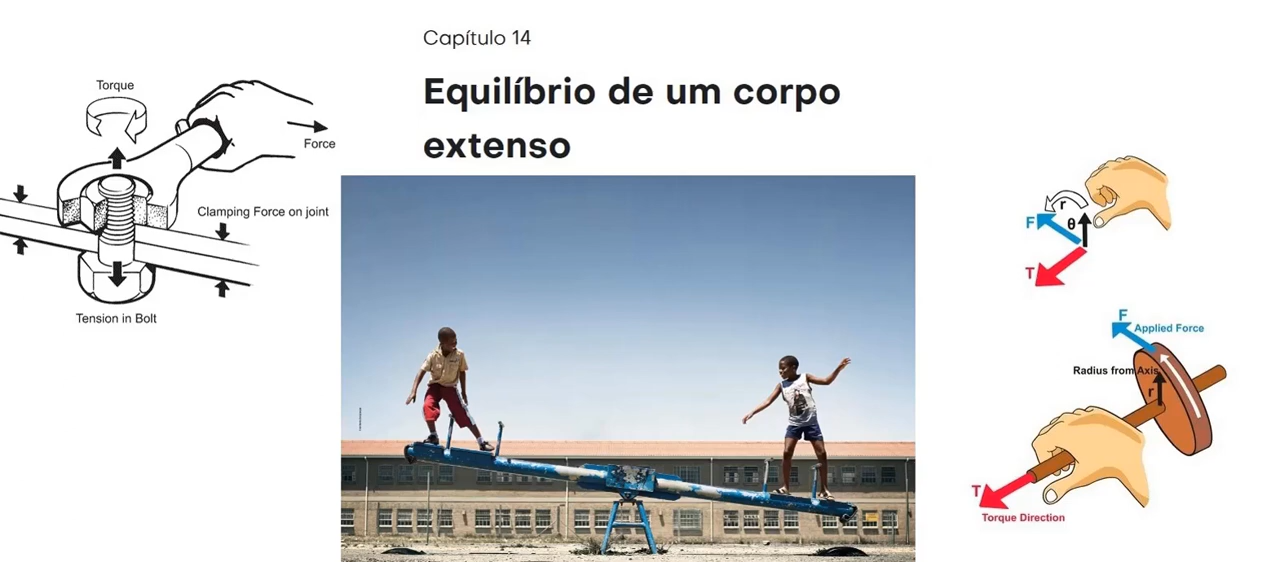 Capítulo 14
Equilíbrio de um corpo
extenso
Torque
Force
Clamping Force on joint
Tension in Bolt
F
r
θ
T
F
Applied Force
Radius from Axis
r
T
Torque Direction